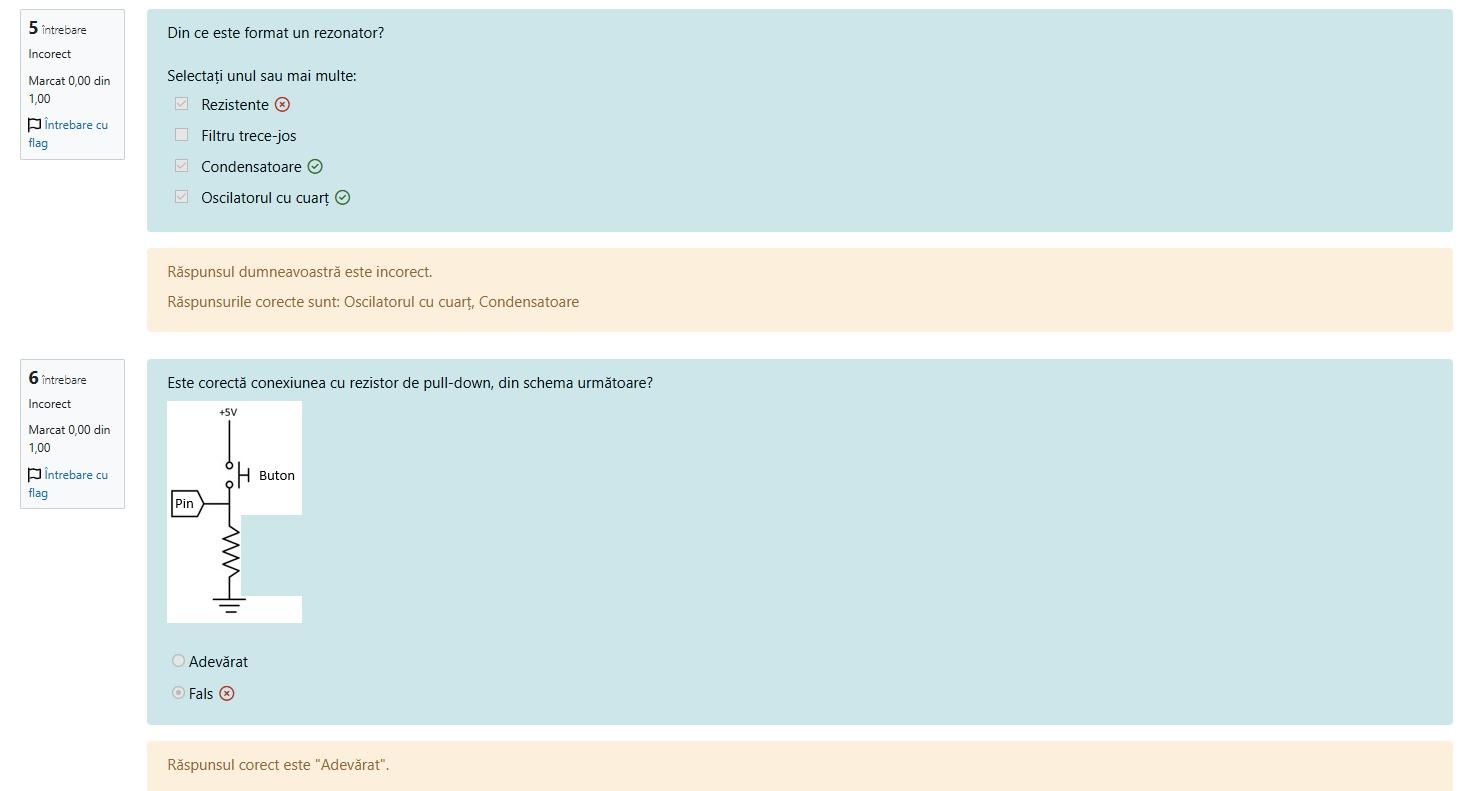 5 întrebare
Incorect
Marcat 0,00 din
1,00
Întrebare cu
flag
Din ce este format un rezonator?
Selectați unul sau mai multe:
Rezistente
Filtru trece-jos
Condensatoare
Oscilatorul cu cuarț
Răspunsul dumneavoastră este incorect.
Răspunsurile corecte sunt: Oscilatorul cu cuarț, Condensatoare
6 întrebare
Incorect
Marcat 0,00 din
1,00
Întrebare cu
flag
Este corectă conexiunea cu rezistor de pull-down, din schema următoare?
+5V
Buton
Pin
Adevărat
Fals
Răspunsul corect este "Adevărat".